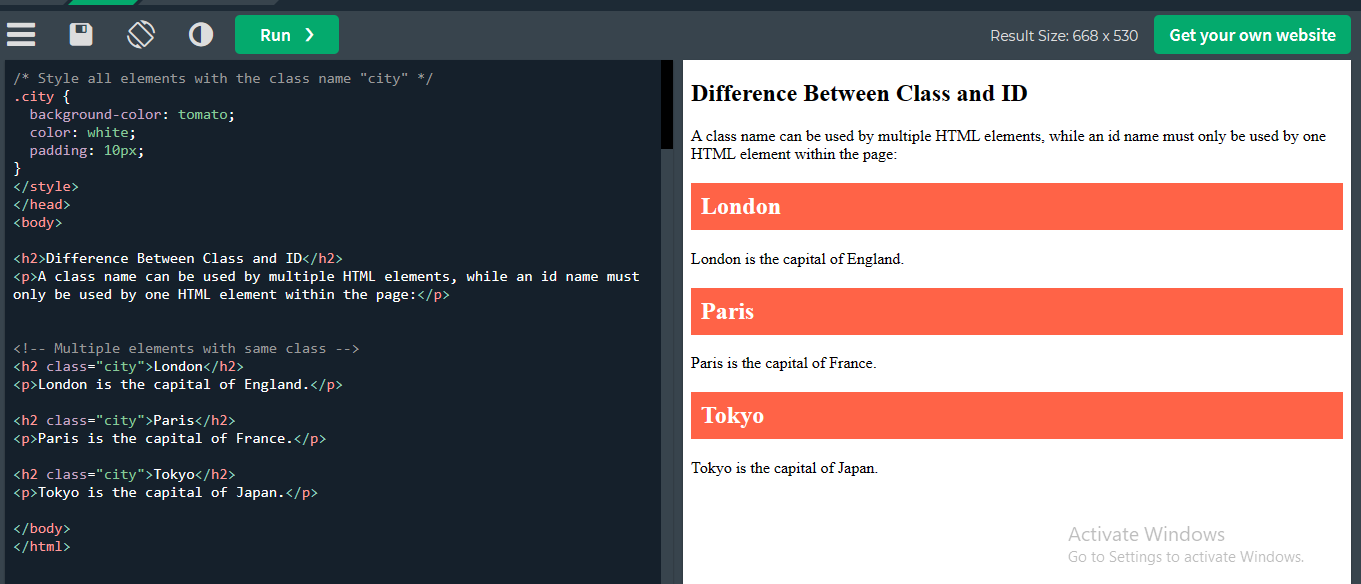 Run ❯
Result Size: 668 x 530
Get your own website
/* Style all elements with the class name "city" */
.city {
  background-color: tomato;
  color: white;
  padding: 10px;
}
</style>
</head>
<body>

<h2>Difference Between Class and ID</h2>
<p>A class name can be used by multiple HTML elements, while an id name must
only be used by one HTML element within the page:</p>

<!-- Multiple elements with same class -->
<h2 class="city">London</h2>
<p>London is the capital of England.</p>

<h2 class="city">Paris</h2>
<p>Paris is the capital of France.</p>

<h2 class="city">Tokyo</h2>
<p>Tokyo is the capital of Japan.</p>

</body>
</html>
Difference Between Class and ID
A class name can be used by multiple HTML elements, while an id name must only be used by one
HTML element within the page:
London
London is the capital of England.
Paris
Paris is the capital of France.
Tokyo
Tokyo is the capital of Japan.
Activate Windows
Go to Settings to activate Windows.